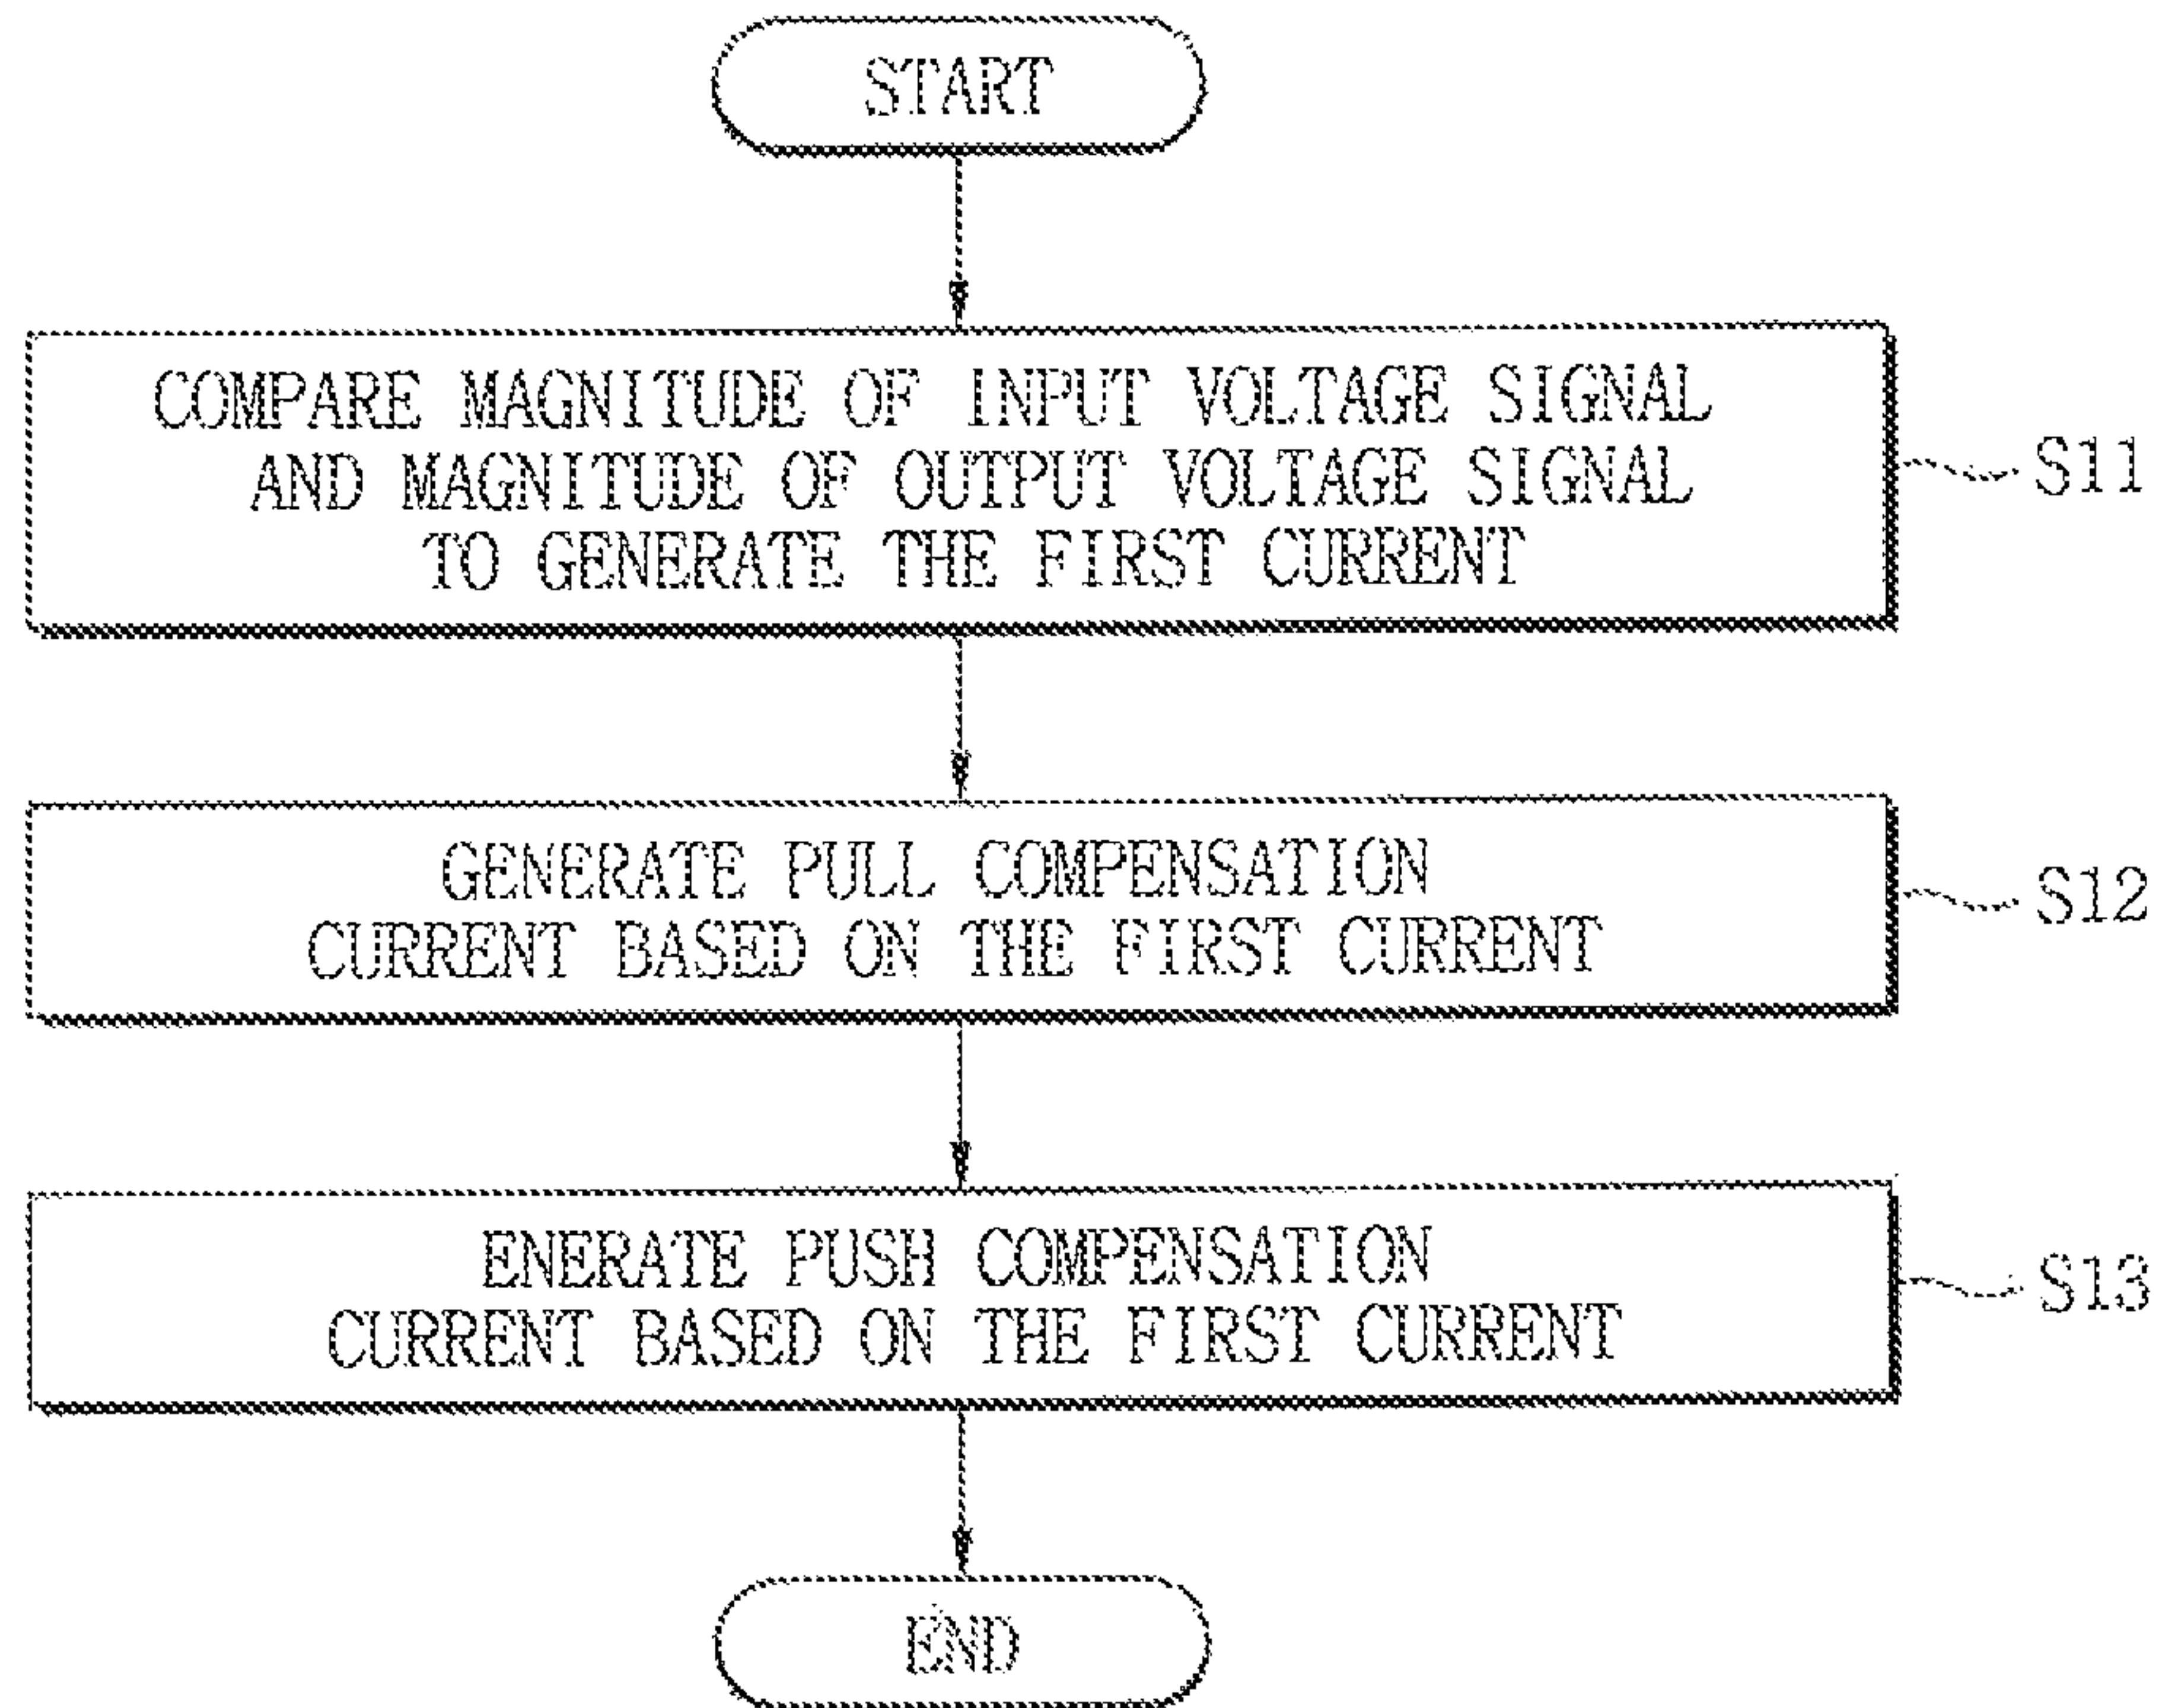 START
COMPARE MAGNITUDE OF INPUT VOLTAGE SIGNAL
AND MAGNITUDE OF OUTPUT VOLTAGE SIGNAL
TO GENERATE THE FIRST CURRENT
S11
GENERATE PULL COMPENSATION
CURRENT BASED ON THE FIRST CURRENT
S12
ENERATE PUSH COMPENSATION
CURRENT BASED ON THE FIRST CURRENT
S13
END